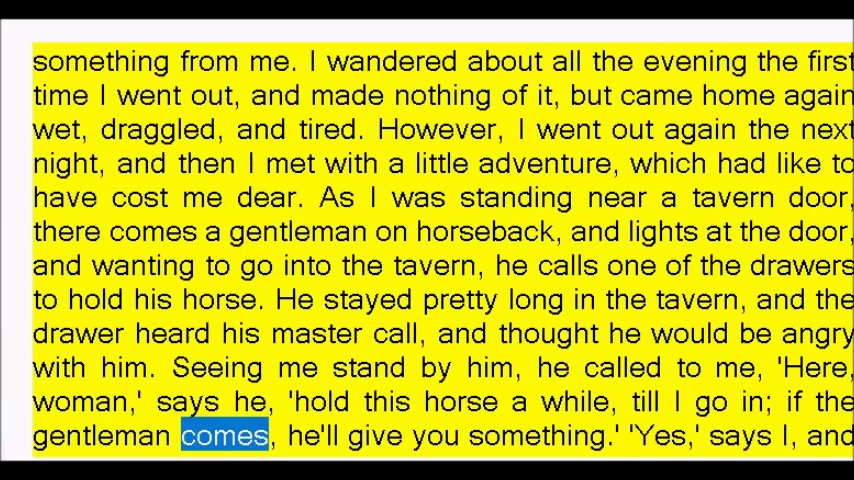 something from me. I wandered about all the evening the first
time I went out, and made nothing of it, but came home again
wet, draggled, and tired. However, I went out again the next
night, and then I met with a little adventure, which had like to
have cost me dear. As I was standing near a tavern door,
there comes a gentleman on horseback, and lights at the door,
and wanting to go into the tavern, he calls one of the drawers
to hold his horse. He stayed pretty long in the tavern, and the
drawer heard his master call, and thought he would be angry
with him. Seeing me stand by him, he called to me, 'Here,
woman,' says he, 'hold this horse a while, till I go in; if the
gentleman comes, he'll give you something.' 'Yes,' says I, and